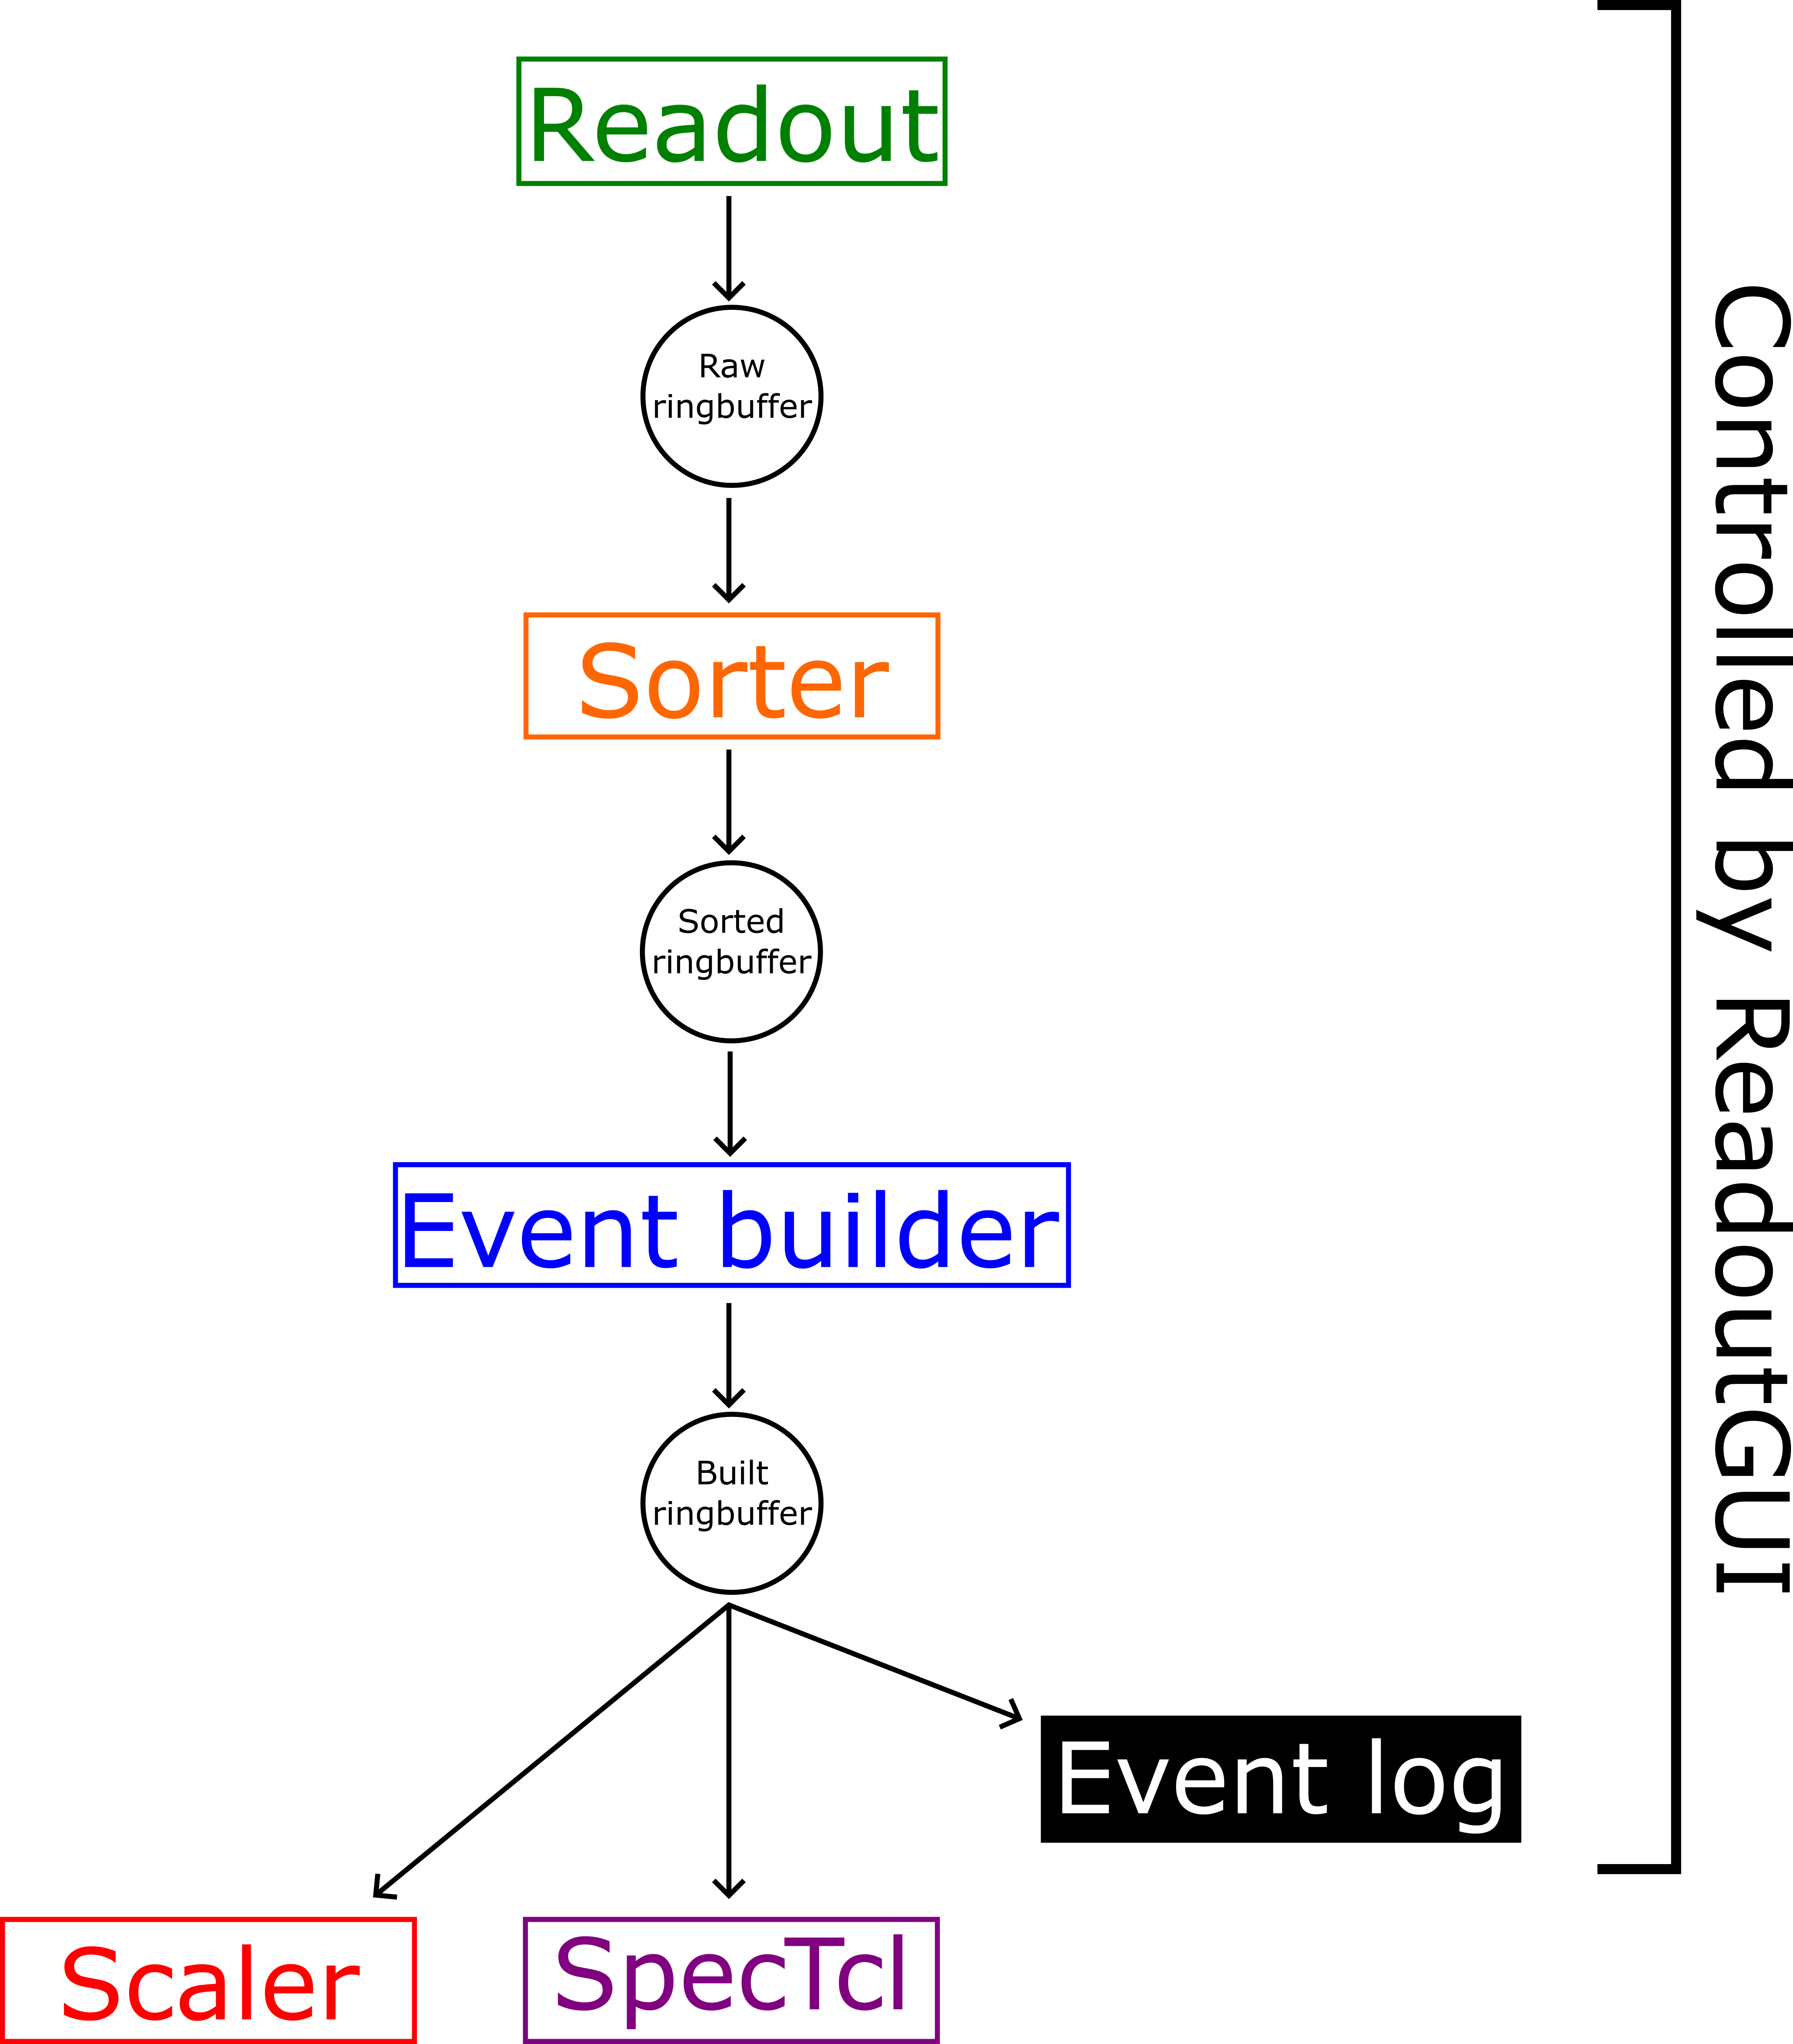 Readout
Raw
ringbuffer
Sorter
Sorted
ringbuffer
Event builder
Built
ringbuffer
Event log
Scaler
SpecTcl
Controlled by ReadoutGUI